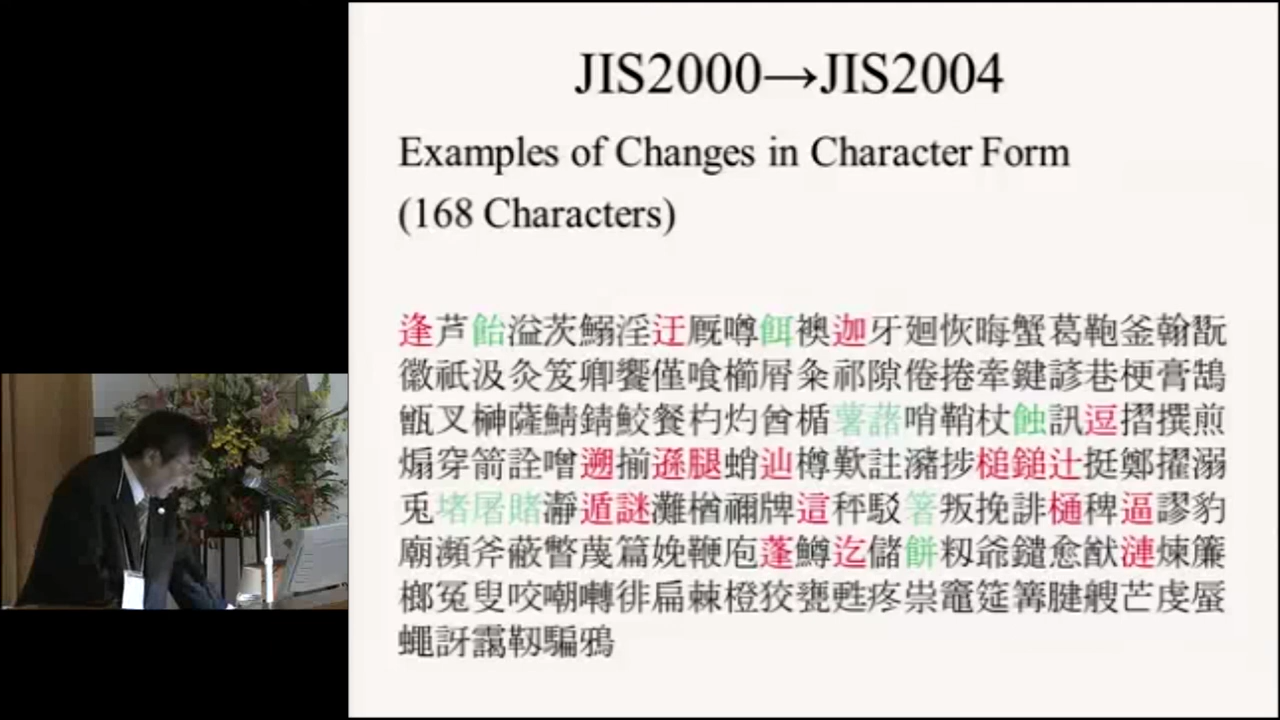 JIS2000→JIS2004
Examples of Changes in Character Form
(168 Characters)
逢芦飴溢茨鰯淫迂厩噂餌襖迦牙廻恢晦蟹葛鞄釜翰翫
徽祇汲灸笈卿饗僅喰櫛屑粂祁隙倦捲牽鍵諺巷梗膏鵠
甑叉榊薩鯖錆鮫餐杓灼酋楯薯藷哨鞘杖蝕訊逗摺撰煎
煽穿箭詮噌遡揃遜腿蛸辿樽歎註瀦捗槌鎚辻挺鄭擢溺
兎堵屠賭瀞遁謎灘楢禰牌這秤駁箸叛挽誹樋稗逼謬豹
廟瀕斧蔽瞥蔑篇娩鞭庖蓬鱒迄儲餅籾爺鑓愈猷漣煉簾
榔冤叟咬嘲囀徘扁棘橙狡甕甦疼祟竈筵篝腱艘芒虔蜃
蠅訝靄靱騙鴉